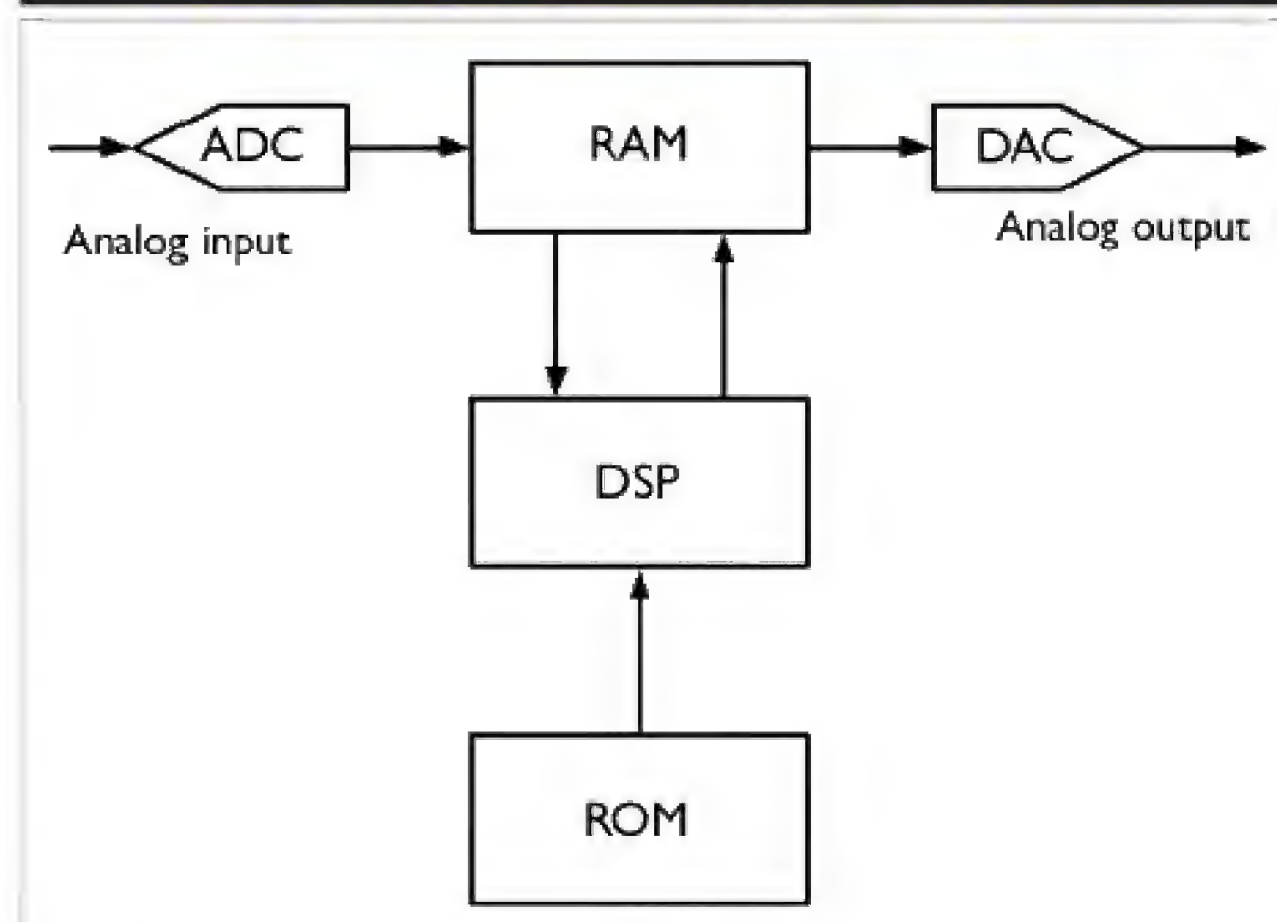 ADC
RAM
DAC
Analog input
Analog output
DSP
ROM